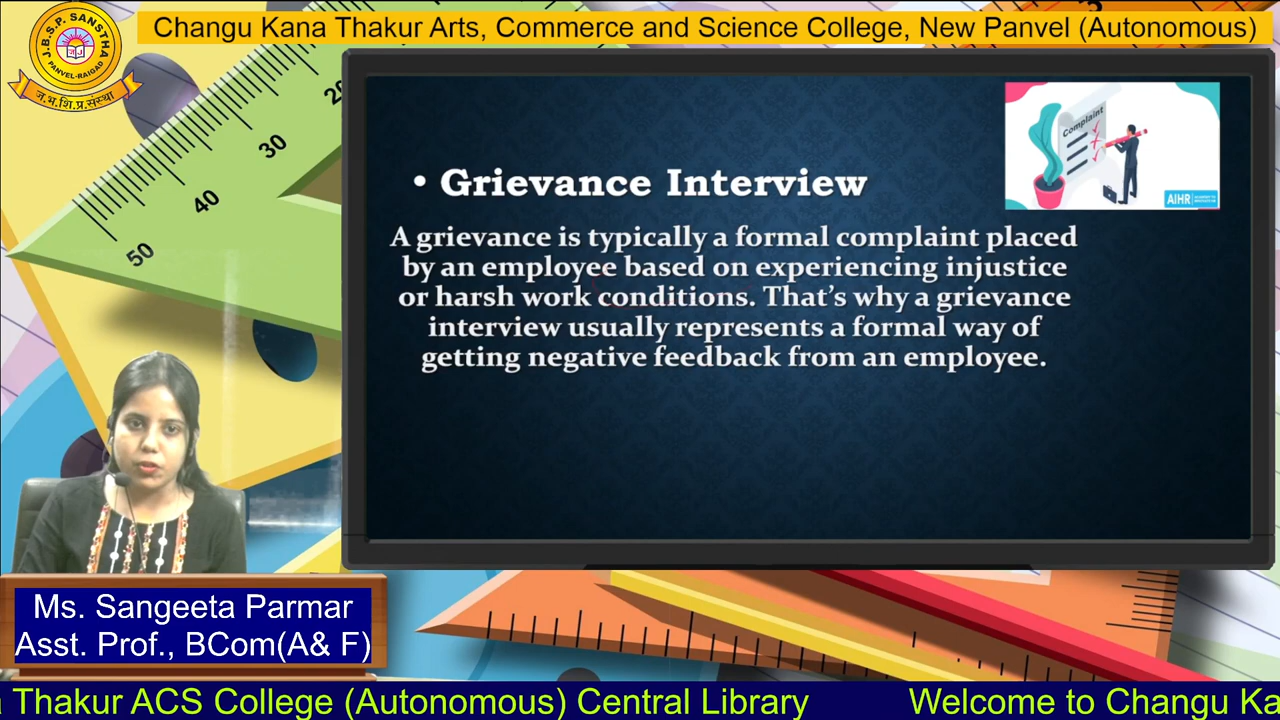 Changu Kana Thakur Arts, Commerce and Science College, New Panvel (Autonomous)
J.B.S.P. SANSTHA
PANVEL-RAIGAD
ज.भ.शि.प्र.संस्था
30
40
50
Complaint
AIHR
• Grievance Interview
A grievance is typically a formal complaint placed
by an employee based on experiencing injustice
or harsh work conditions. That’s why a grievance
interview usually represents a formal way of
getting negative feedback from an employee.
Ms. Sangeeta Parmar
Asst. Prof., BCom(A& F)
Thakur ACS College (Autonomous) Central Library
Welcome to Changu Ka